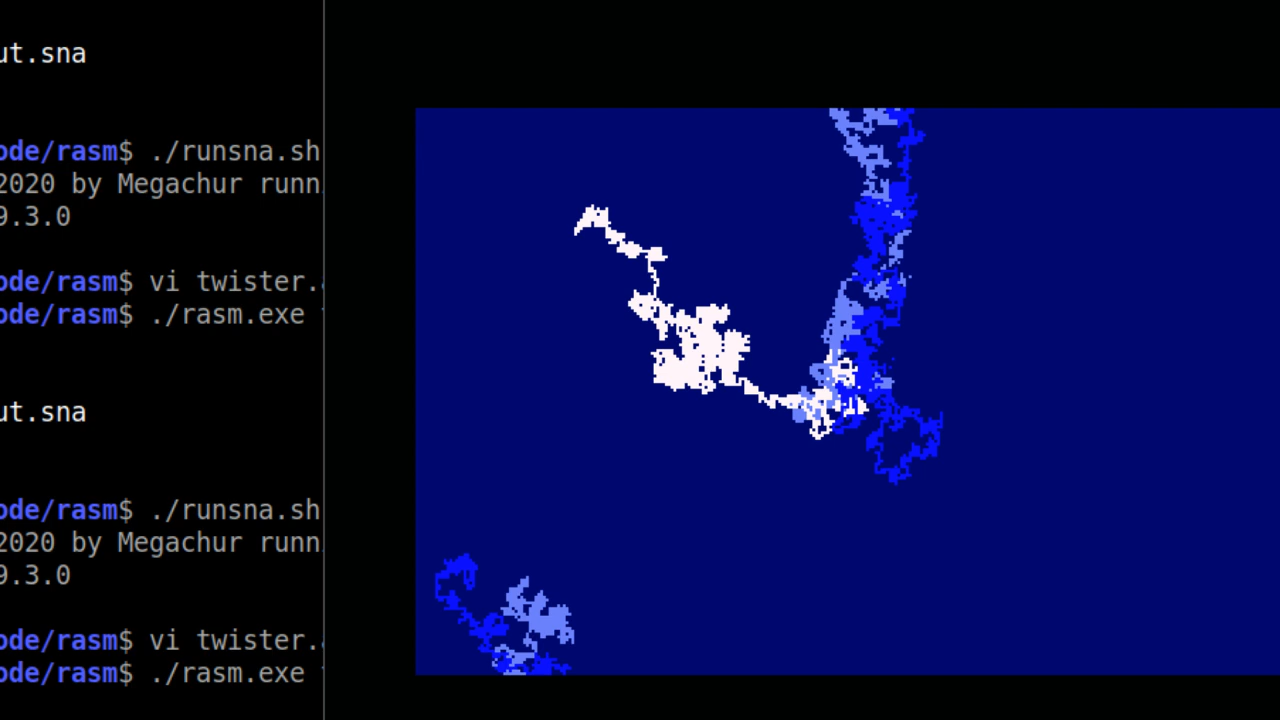 ut.sna
ode/rasm$ ./runsna.sh
2020 by Megachur runn
9.3.0
ode/rasm$ vi twister.
ode/rasm$ ./rasm.exe
ut.sna
ode/rasm$ ./runsna.sh
2020 by Megachur runn
9.3.0
ode/rasm$ vi twister.
ode/rasm$ ./rasm.exe